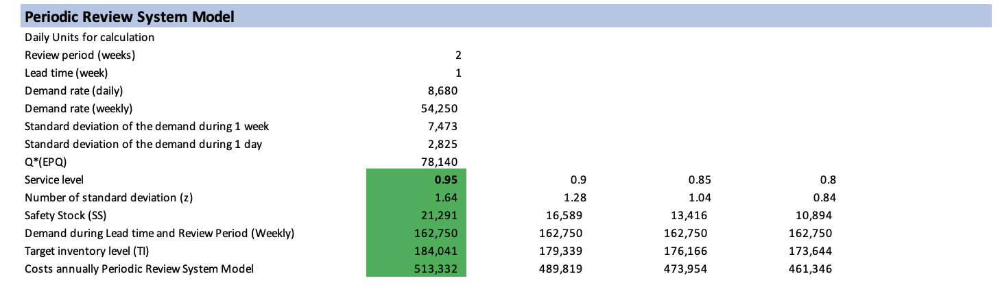 Periodic Review System Model
Daily Units for calculation
Review period (weeks) 2
Lead time (week) 1
Demand rate (daily) 8,680
Demand rate (weekly) 54,250
Standard deviation of the demand during 1 week 7,473
Standard deviation of the demand during 1 day 2,825
Q*(EPQ) 78,140
Service level 0.95 0.9 0.85 0.8
Number of standard deviation (z) 1.64 1.28 1.04 0.84
Safety Stock (SS) 21,291 16,589 13,416 10,894
Demand during Lead time and Review Period (Weekly) 162,750 162,750 162,750 162,750
Target inventory level (TI) 184,041 179,339 176,166 173,644
Costs annually Periodic Review System Model 513,332 489,819 473,954 461,346